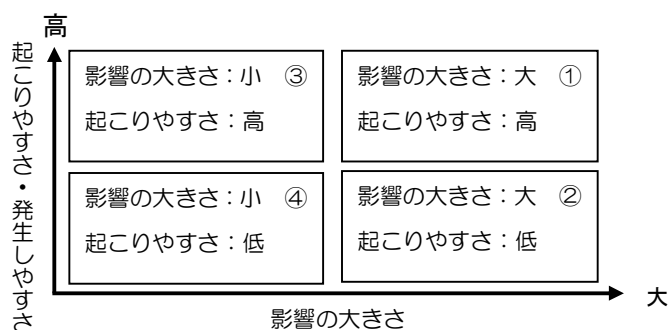 高
起こりやすさ・発生しやすさ
影響の大きさ：小　③
起こりやすさ：高
影響の大きさ：大　①
起こりやすさ：高
影響の大きさ：小　④
起こりやすさ：低
影響の大きさ：大　②
起こりやすさ：低
大
影響の大きさ